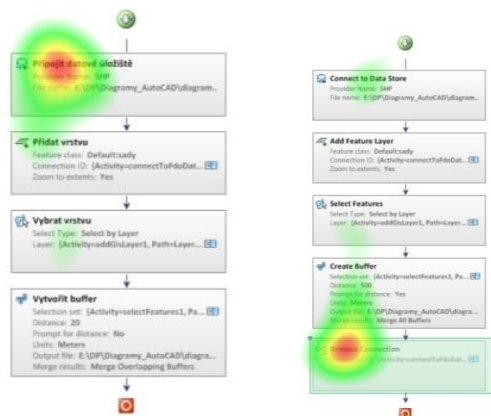 Připojit datové úložiště
Provider Name: SHP
File name: E:\DP\Diagramy_AutoCAD\diagram..
Přidat vrstvu
Feature class: Default:sady
Connection ID: {Activity=connectToFdoDat...
Zoom to extents: Yes
Vybrat vrstvu
Select Type: Select by Layer
Layer: {Activity=addGisLayer1, Path=Layer...
Vytvořit buffer
Selection set: {Activity=selectFeatures1, Pa...
Distance: 20
Prompt for distance: No
Units: Meters
Output file: E:\DP\Diagramy_AutoCAD\diagra...
Merge results: Merge Overlapping Buffers
Connect to Data Store
Provider Name: SHP
File name: E:\DP\Diagramy_AutoCAD\diagram...
Add Feature Layer
Feature class: Default:sady
Connection ID: {Activity=connectToFdoDat...
Zoom to extents: Yes
Select Features
Select Type: Select by Layer
Layer: {Activity=addGisLayer1, Path=Layer...
Create Buffer
Selection set: {Activity=selectFeatures1, Pa...
Distance: 500
Prompt for distance: Yes
Units: Meters
Output file: E:\DP\Diagramy_AutoCAD\diagra...
Merge results: Merge All Buffers
Remove Connection
{Activity=connectToFdoDat...